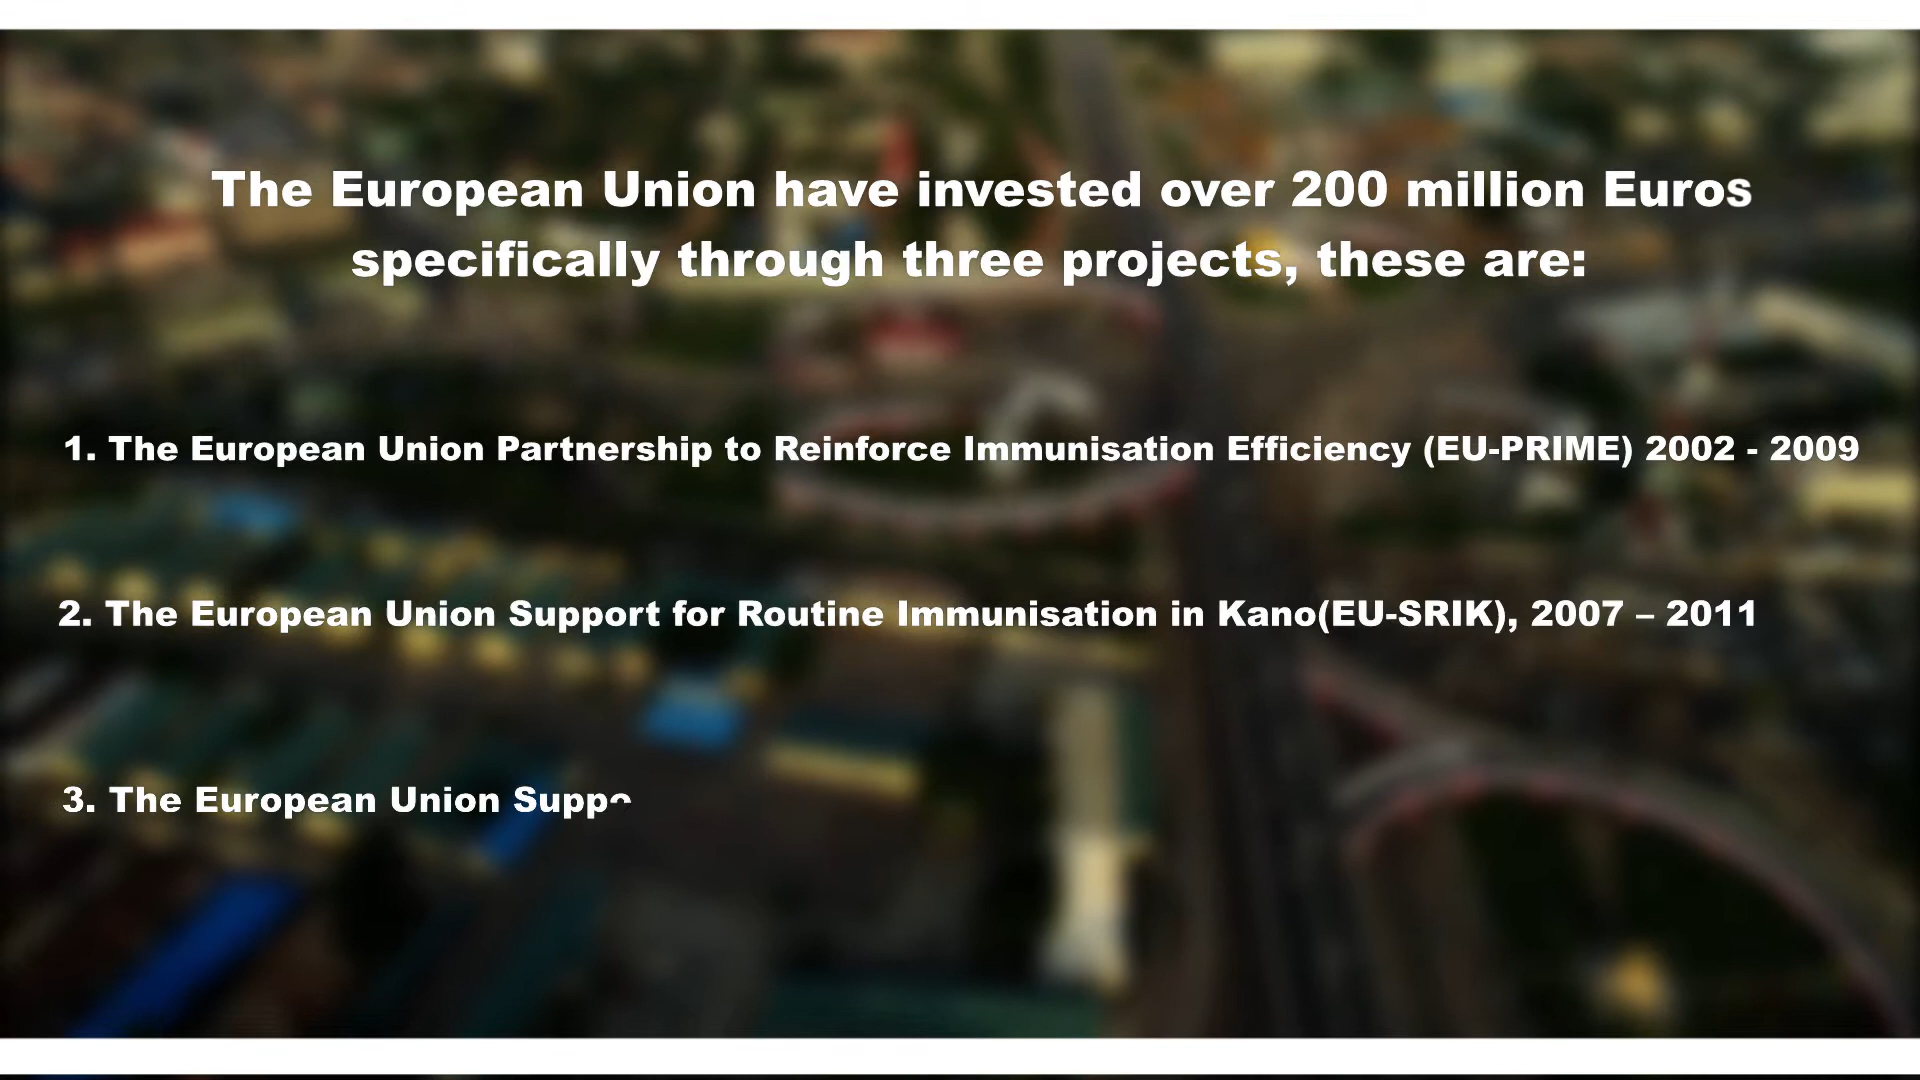 The European Union have invested over 200 million Euros
specifically through three projects, these are:
1. The European Union Partnership to Reinforce Immunisation Efficiency (EU-PRIME) 2002 - 2009
2. The European Union Support for Routine Immunisation in Kano(EU-SRIK), 2007 – 2011
3. The European Union